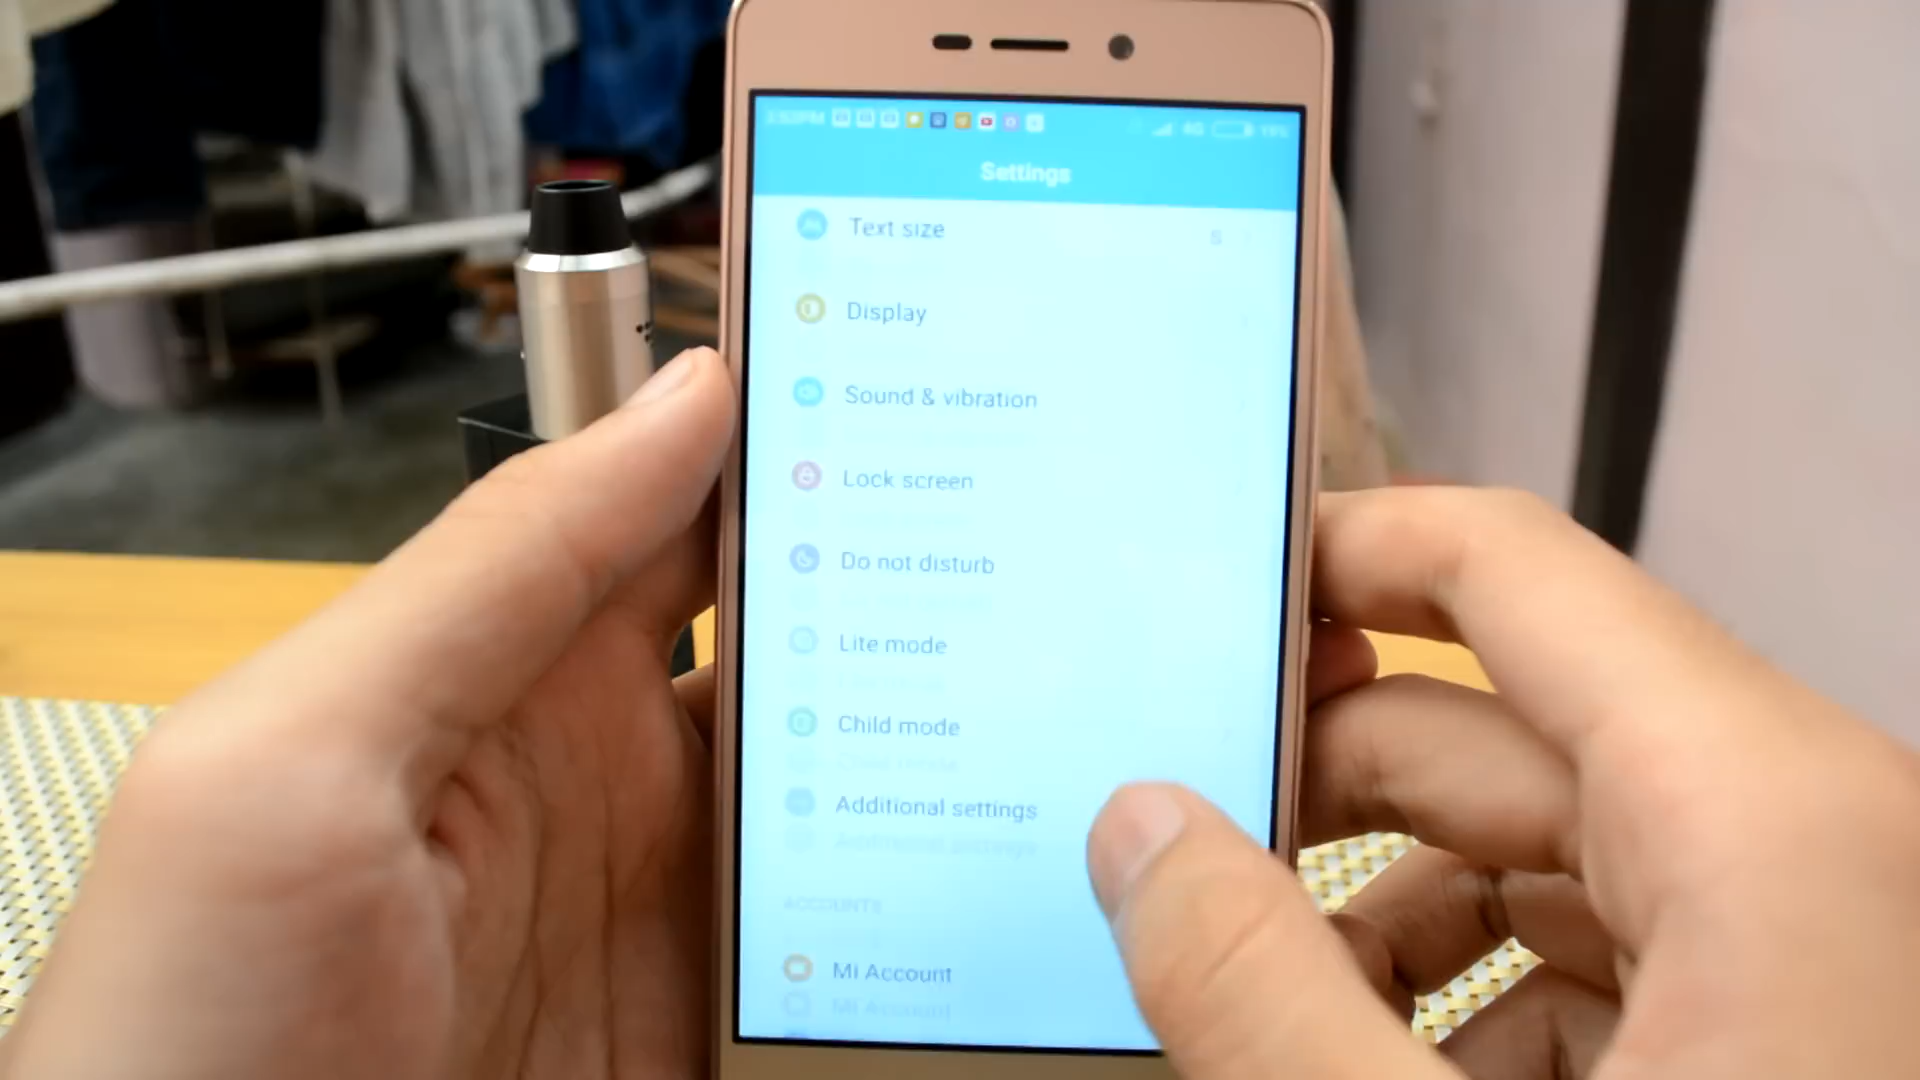 4G
Settings
Text size
S
Display
Sound & vibration
Lock screen
Do not disturb
Lite mode
Child mode
Additional settings
ACCOUNTS
Mi Account